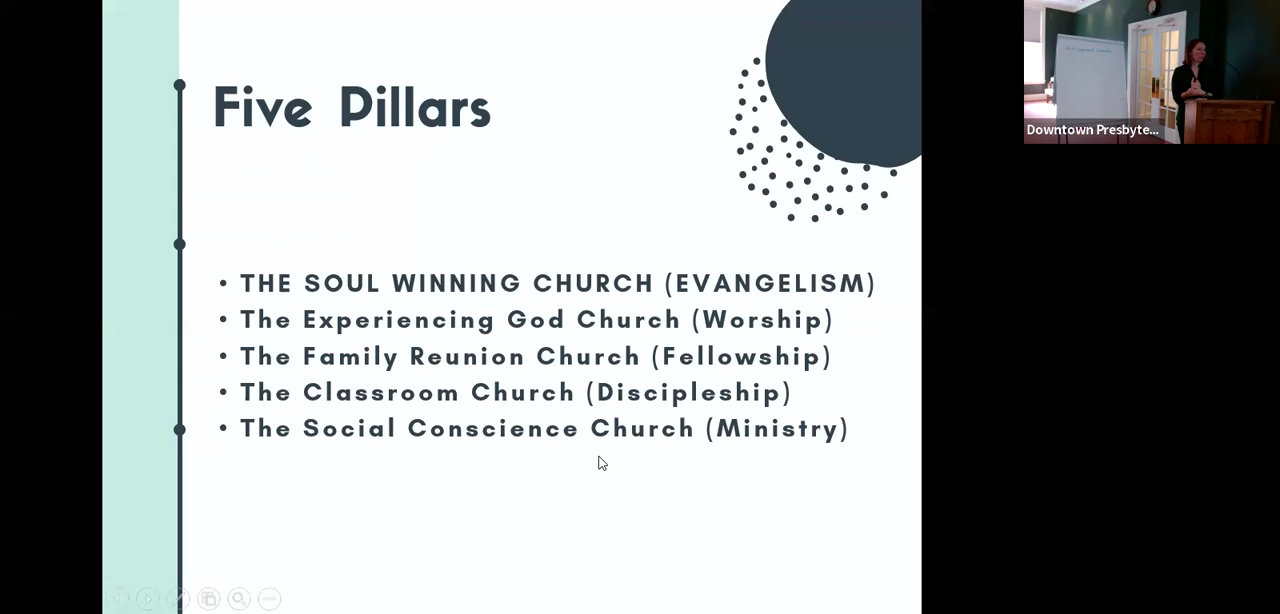 Five Pillars
• THE SOUL WINNING CHURCH (EVANGELISM)
• The Experiencing God Church (Worship)
• The Family Reunion Church (Fellowship)
• The Classroom Church (Discipleship)
• The Social Conscience Church (Ministry)
Downtown Presbyte...